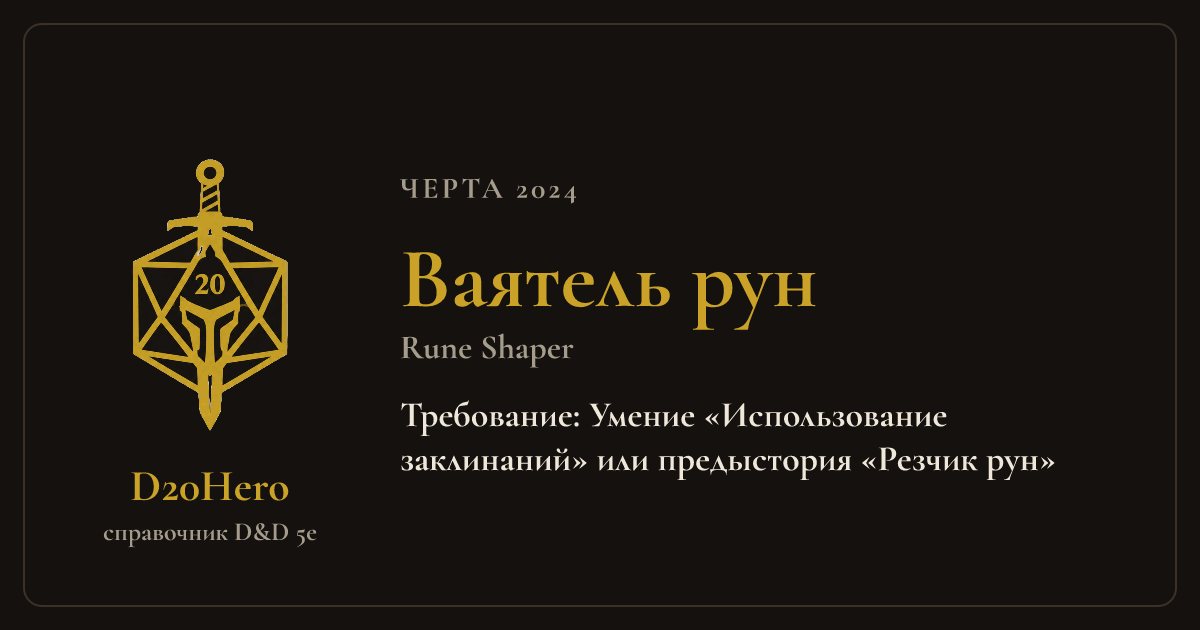 20
D20Hero
справочник D&D 5e
ЧЕРТА 2024
Ваятель рун
Rune Shaper
Требование: Умение «Использование
заклинаний» или предыстория «Резчик рун»